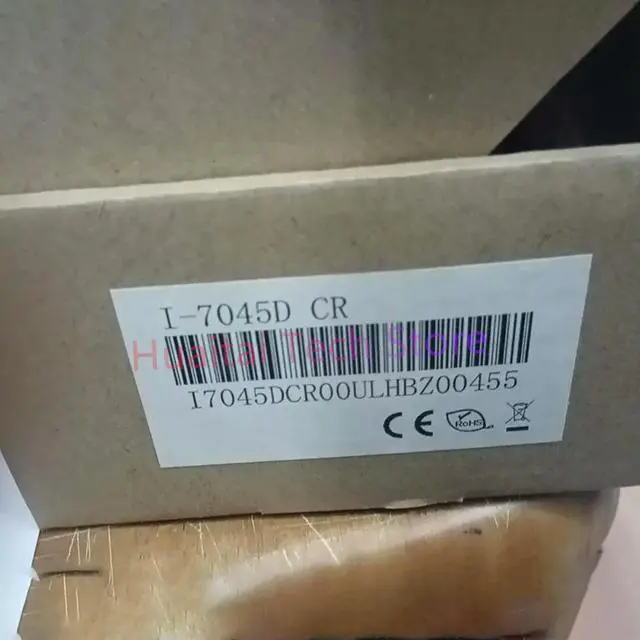 I-7045D CR
Huaitai Tech Store
I7045DCR00ULHBZ00455
CE RoHS